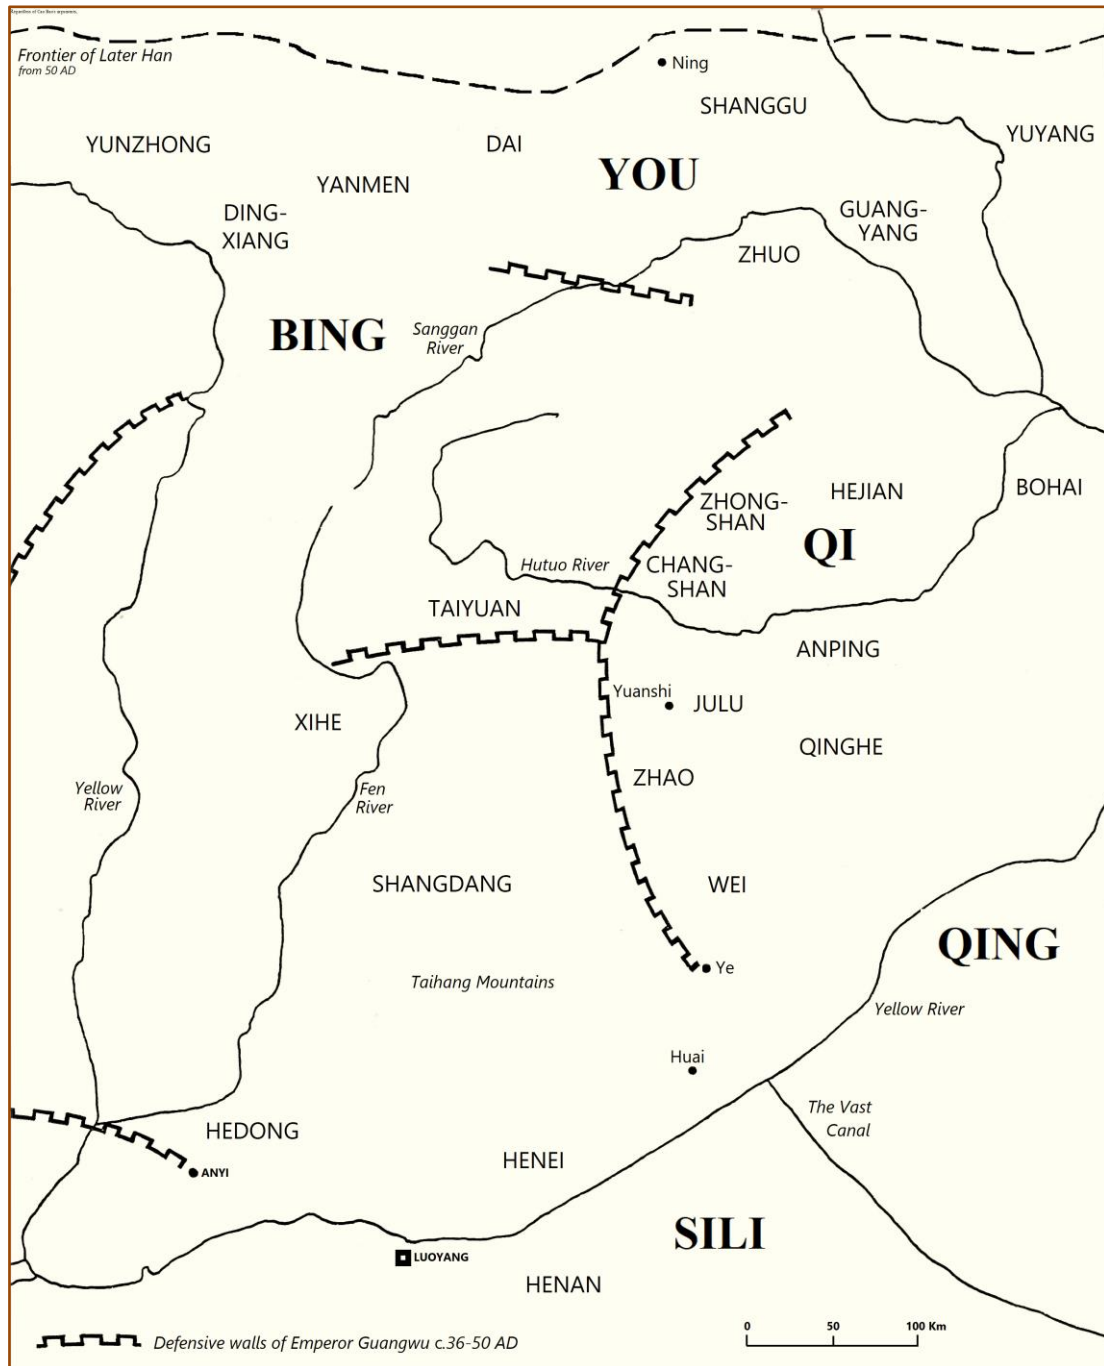 Frontier of Later Han
from 50 AD
Ning
SHANGGU
YUYANG
YUNZHONG
DAI
YANMEN
YOU
DING-
XIANG
GUANG-
YANG
ZHUO
BING
Sanggan
River
ZHONG-
SHAN
HEJIAN
BOHAI
QI
Hutuo River
CHANG-
SHAN
TAIYUAN
ANPING
Yuanshi
JULU
XIHE
QINGHE
ZHAO
Yellow
River
Fen
River
SHANGDANG
WEI
QING
Ye
Taihang Mountains
Yellow River
Huai
The Vast
Canal
HEDONG
ANYI
HENEI
SILI
LUOYANG
HENAN
0 50 100 Km
Defensive walls of Emperor Guangwu c.36-50 AD